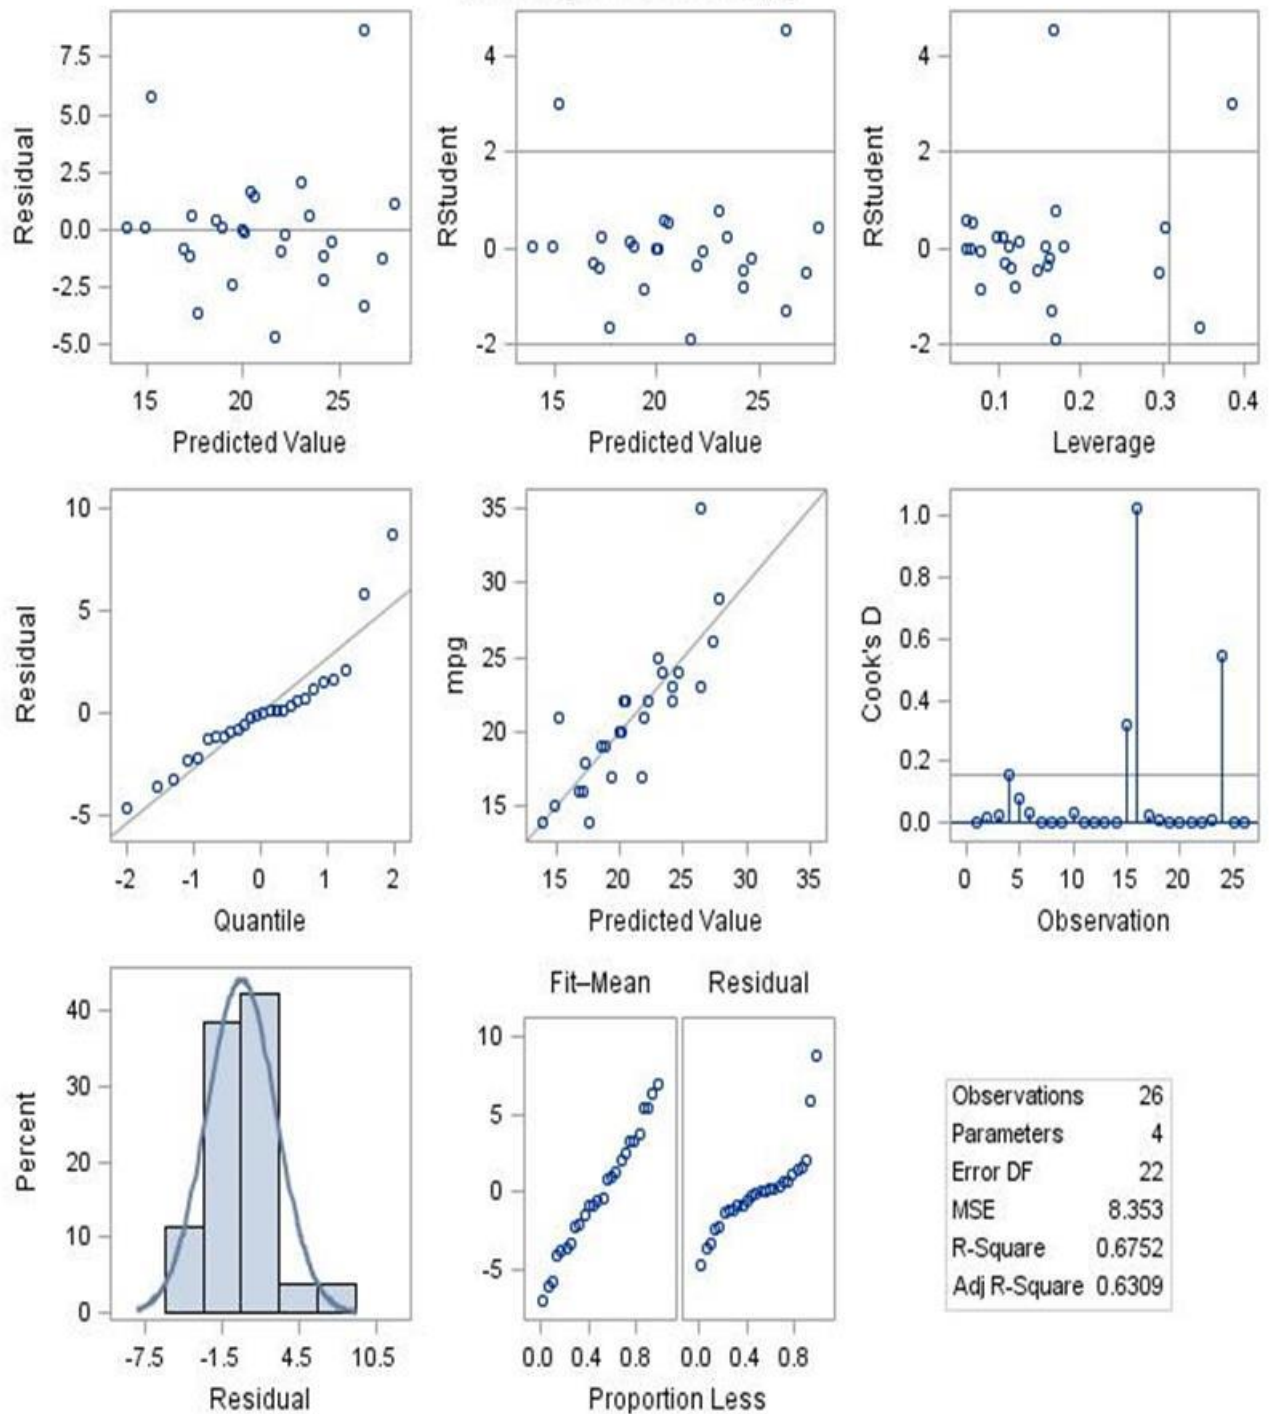 Residual
7.5
5.0
2.5
0.0
-2.5
-5.0
15 20 25
Predicted Value
RStudent
4
2
0
-2
15 20 25
Predicted Value
RStudent
4
2
0
-2
0.1 0.2 0.3 0.4
Leverage
Residual
10
5
0
-5
-2 -1 0 1 2
Quantile
mpg
35
30
25
20
15
15 20 25 30 35
Predicted Value
Cook's D
1.0
0.8
0.6
0.4
0.2
0.0
0 5 10 15 20 25
Observation
Percent
40
30
20
10
0
-7.5 -1.5 4.5 10.5
Residual
Fit–Mean Residual
10
5
0
-5
0.0 0.4 0.8 0.0 0.4 0.8
Proportion Less
Observations 26
Parameters 4
Error DF 22
MSE 8.353
R-Square 0.6752
Adj R-Square 0.6309